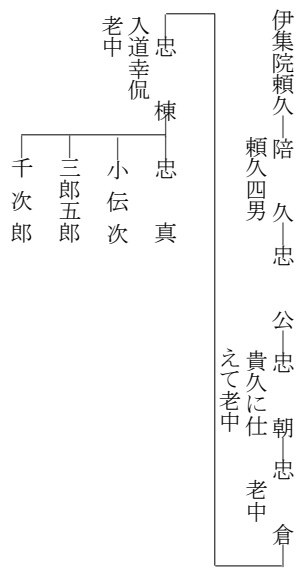 伊集院頼久―陪久―忠公―忠朝―忠倉
頼久四男
貴久に仕えて老中
老中
忠棟
入道幸侃
老中
忠真
小伝次
三郎五郎
千次郎